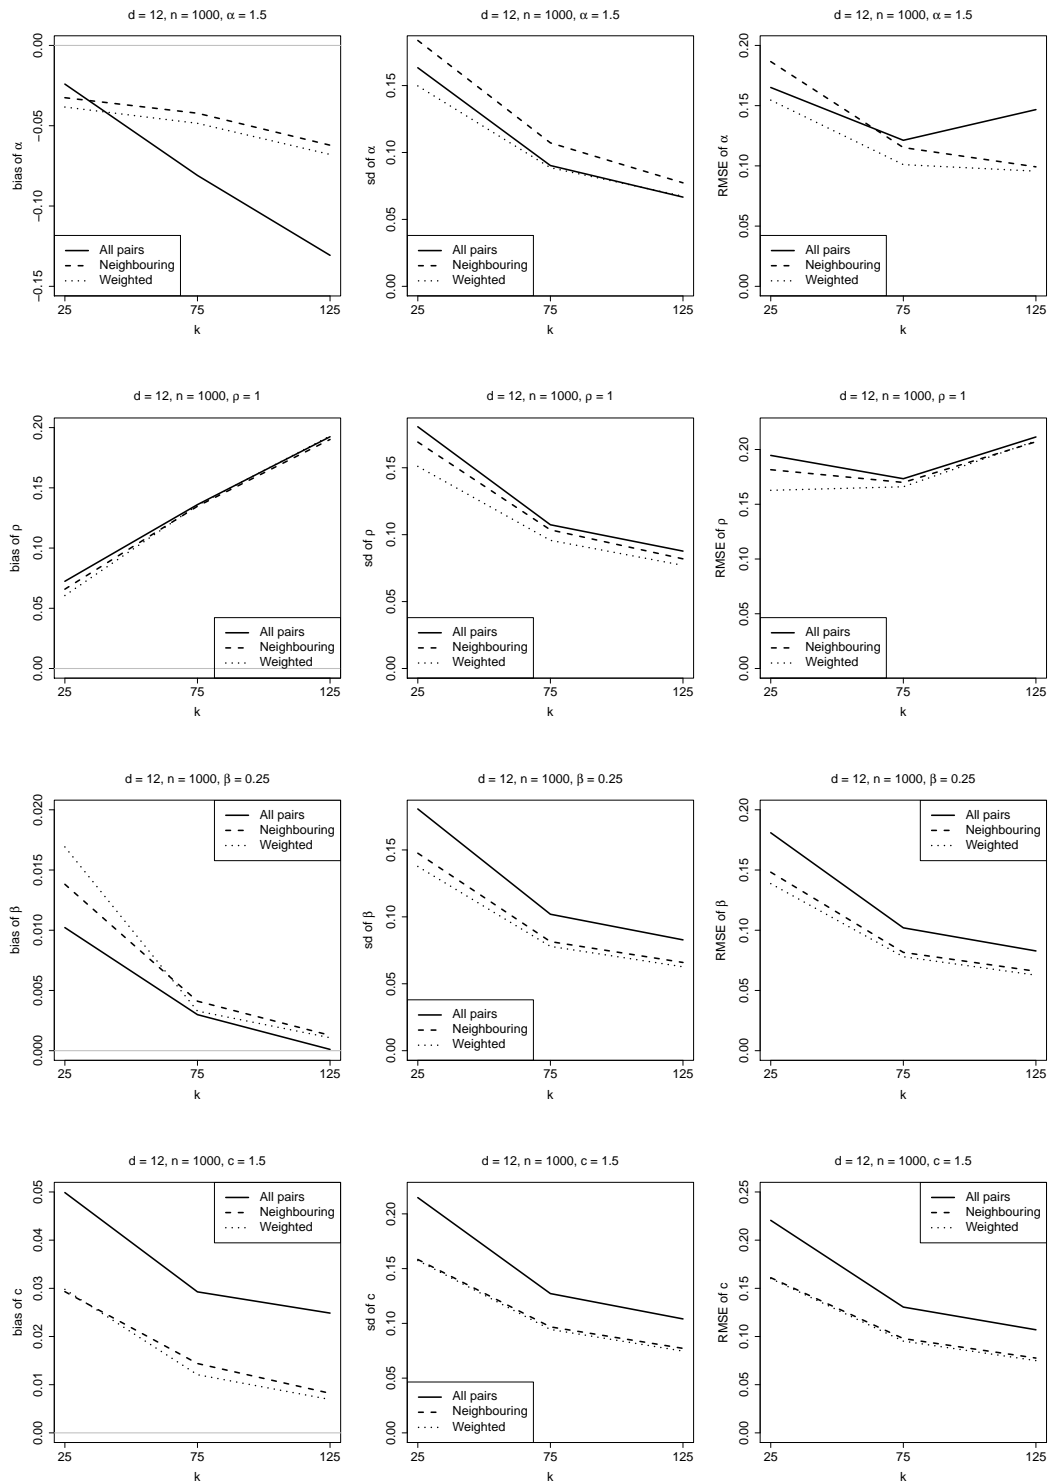 d = 12, n = 1000, α = 1.5
bias of α
0.00
−0.05
−0.10
−0.15
All pairs
Neighbouring
Weighted
25
75
125
k
d = 12, n = 1000, α = 1.5
sd of α
0.15
0.10
0.05
0.00
All pairs
Neighbouring
Weighted
25
75
125
k
d = 12, n = 1000, α = 1.5
RMSE of α
0.20
0.15
0.10
0.05
0.00
All pairs
Neighbouring
Weighted
25
75
125
k
d = 12, n = 1000, ρ = 1
bias of ρ
0.20
0.15
0.10
0.05
0.00
All pairs
Neighbouring
Weighted
25
75
125
k
d = 12, n = 1000, ρ = 1
sd of ρ
0.15
0.10
0.05
0.00
All pairs
Neighbouring
Weighted
25
75
125
k
d = 12, n = 1000, ρ = 1
RMSE of ρ
0.20
0.15
0.10
0.05
0.00
All pairs
Neighbouring
Weighted
25
75
125
k
d = 12, n = 1000, β = 0.25
bias of β
0.020
0.015
0.010
0.005
0.000
All pairs
Neighbouring
Weighted
25
75
125
k
d = 12, n = 1000, β = 0.25
sd of β
0.15
0.10
0.05
0.00
All pairs
Neighbouring
Weighted
25
75
125
k
d = 12, n = 1000, β = 0.25
RMSE of β
0.20
0.15
0.10
0.05
0.00
All pairs
Neighbouring
Weighted
25
75
125
k
d = 12, n = 1000, c = 1.5
bias of c
0.05
0.04
0.03
0.02
0.01
0.00
All pairs
Neighbouring
Weighted
25
75
125
k
d = 12, n = 1000, c = 1.5
sd of c
0.20
0.15
0.10
0.05
0.00
All pairs
Neighbouring
Weighted
25
75
125
k
d = 12, n = 1000, c = 1.5
RMSE of c
0.25
0.20
0.15
0.10
0.05
0.00
All pairs
Neighbouring
Weighted
25
75
125
k